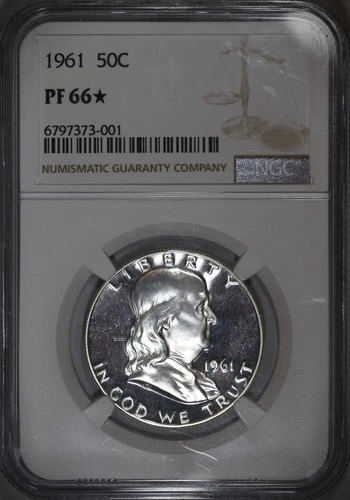 1961 50C
PF 66★
6797373-001
NUMISMATIC GUARANTY COMPANY
NGC
LIBERTY
1961
IN GOD WE TRUST